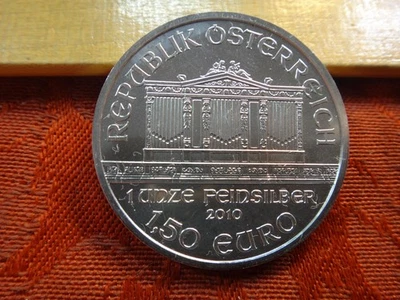 REPUBLIK ÖSTERREICH
1 UNZE FEINSILBER
2010
1,50 EURO